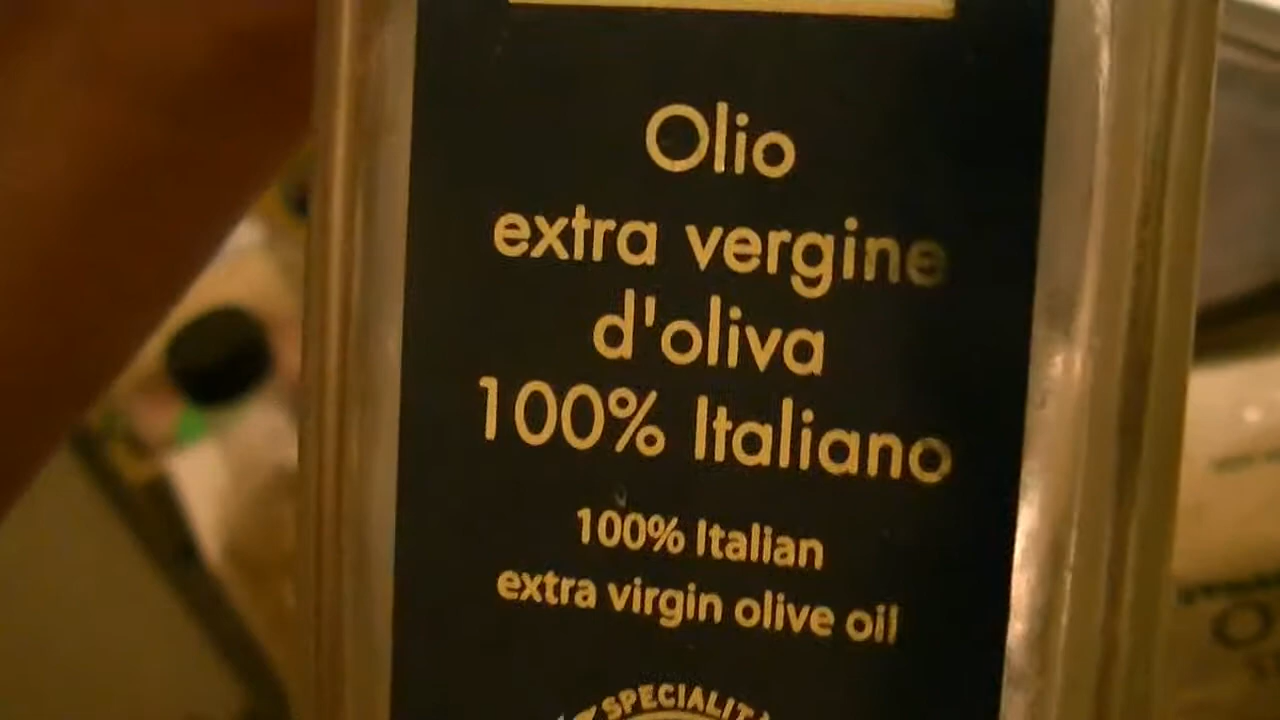 Olio
extra vergine
d'oliva
100% Italiano
100% Italian
extra virgin olive oil